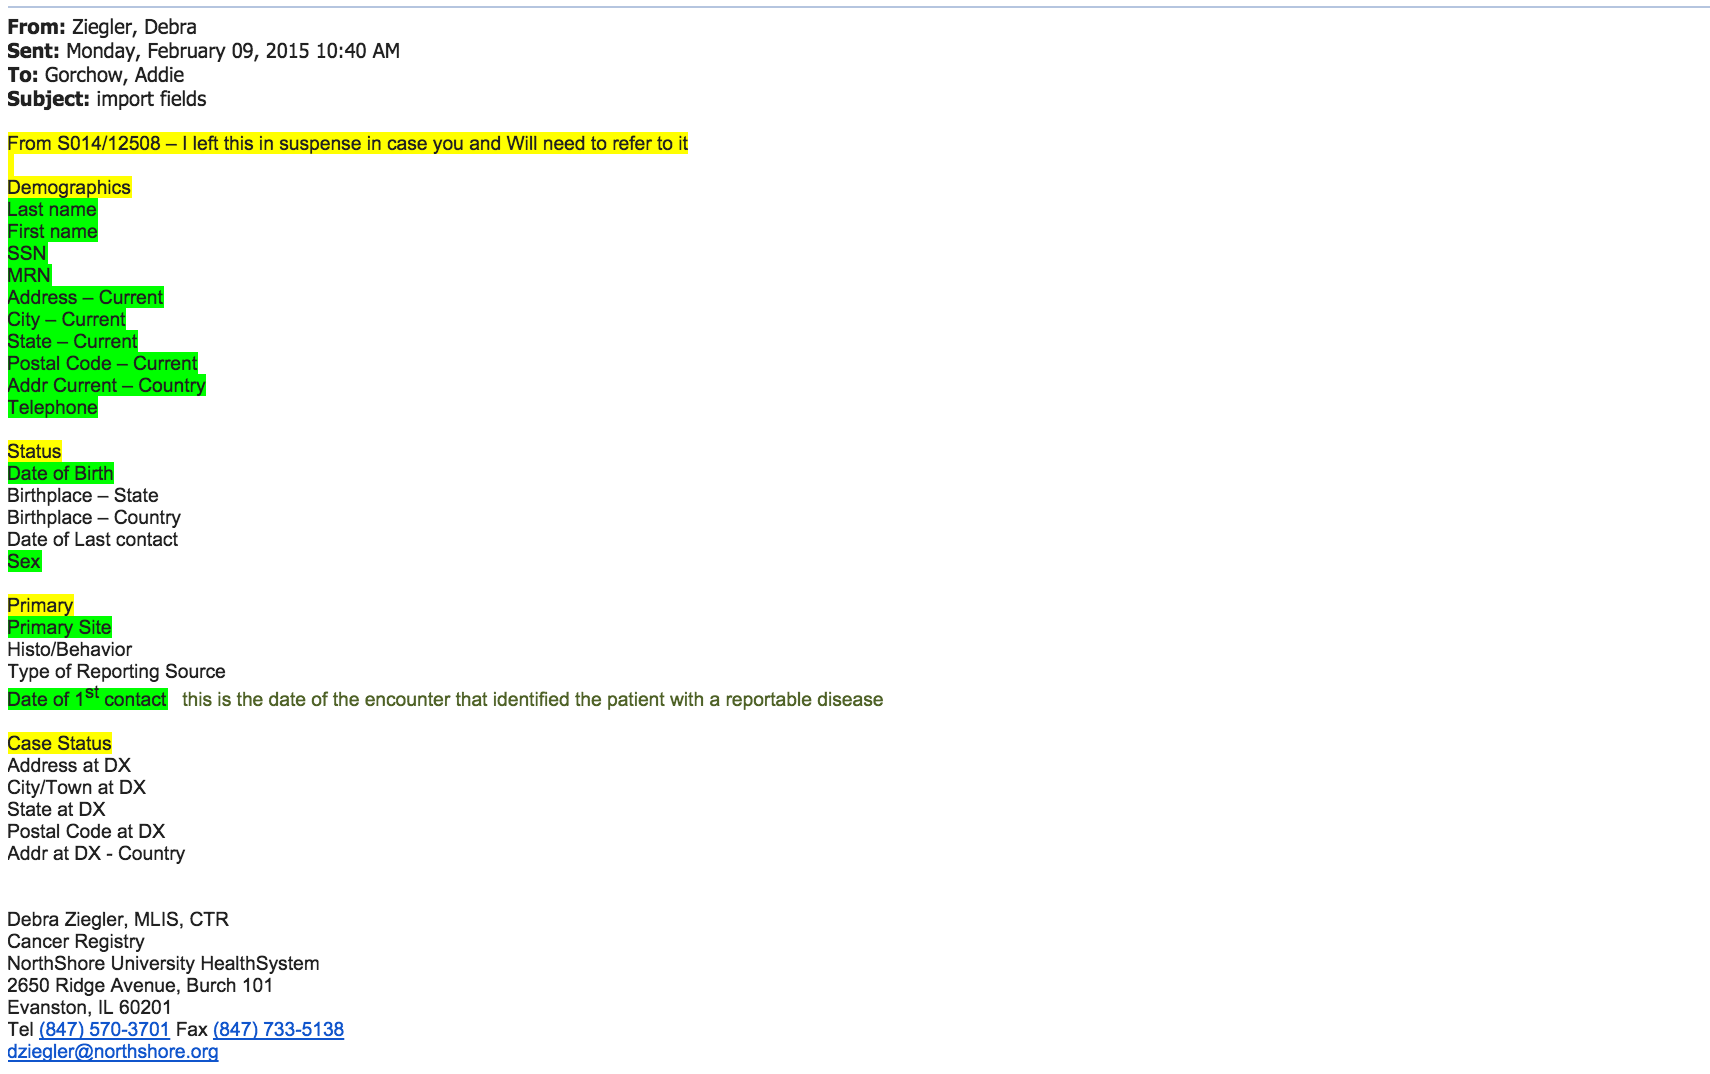 From: Ziegler, Debra
Sent: Monday, February 09, 2015 10:40 AM
To: Gorchow, Addie
Subject: import fields
From S014/12508 – I left this in suspense in case you and Will need to refer to it
Demographics
Last name
First name
SSN
MRN
Address – Current
City – Current
State – Current
Postal Code – Current
Addr Current – Country
Telephone
Status
Date of Birth
Birthplace – State
Birthplace – Country
Date of Last contact
Sex
Primary
Primary Site
Histo/Behavior
Type of Reporting Source
Date of 1st contact this is the date of the encounter that identified the patient with a reportable disease
Case Status
Address at DX
City/Town at DX
State at DX
Postal Code at DX
Addr at DX - Country
Debra Ziegler, MLIS, CTR
Cancer Registry
NorthShore University HealthSystem
2650 Ridge Avenue, Burch 101
Evanston, IL 60201
Tel (847) 570-3701 Fax (847) 733-5138
dziegler@northshore.org